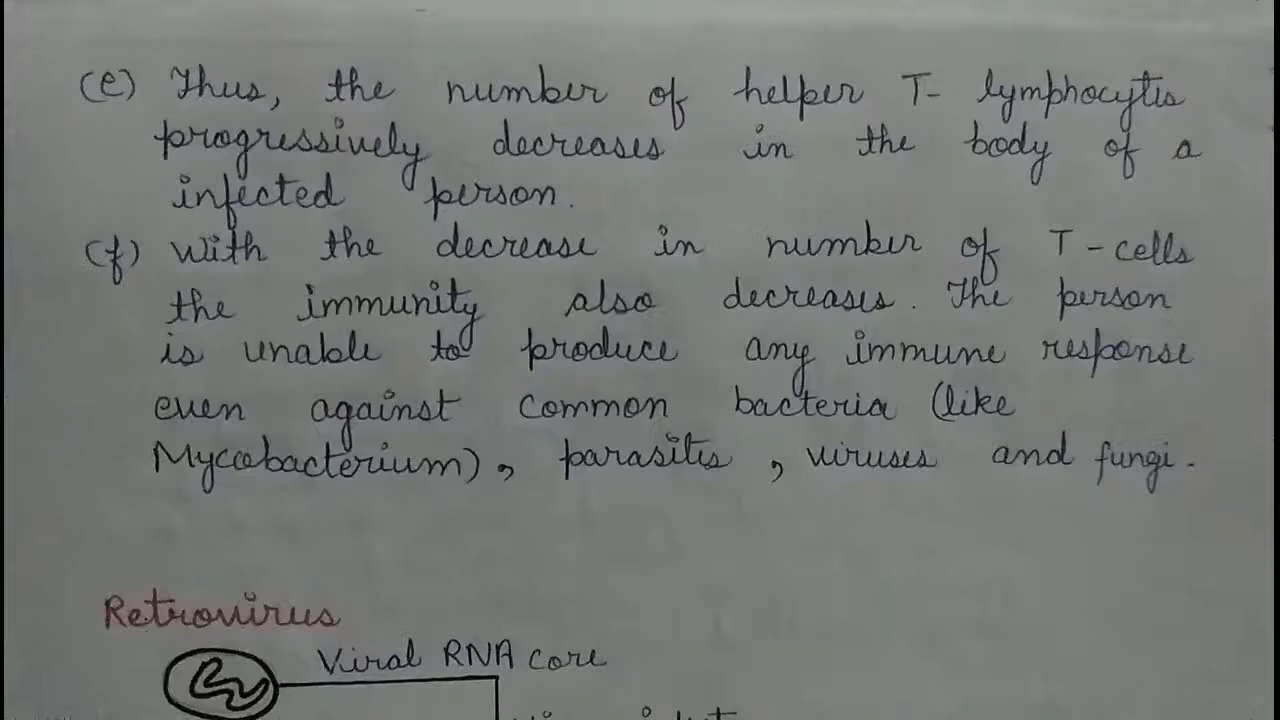 (e) Thus, the number of helper T- lymphocytes
progressively decreases in the body of a
infected person.
(f) With the decrease in number of T-cells
the immunity also decreases. The person
is unable to produce any immune response
even against common bacteria (like
Mycobacterium), parasites, viruses and fungi.
Retrovirus
Viral RNA core